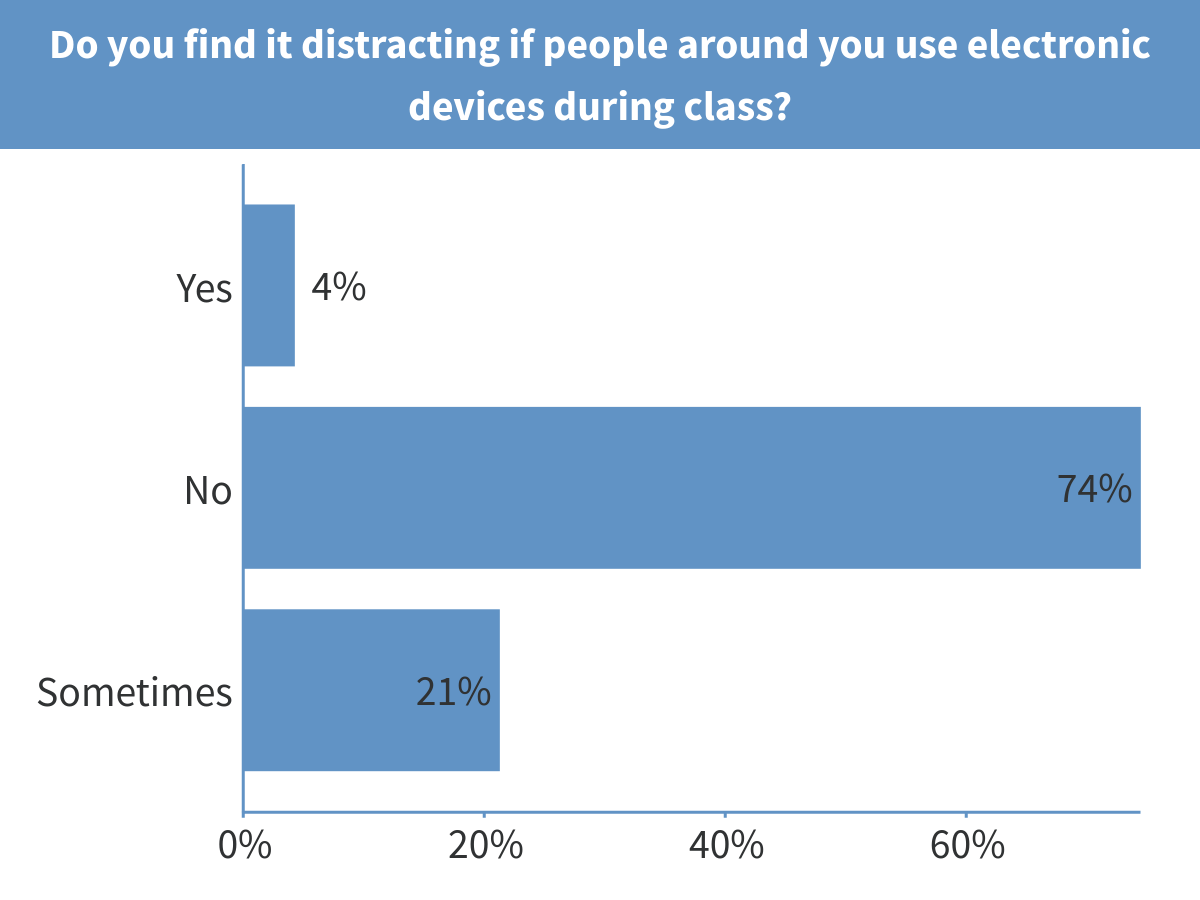 Do you find it distracting if people around you use electronic
devices during class?
Yes
4%
No
74%
Sometimes
21%
0% 20% 40% 60%